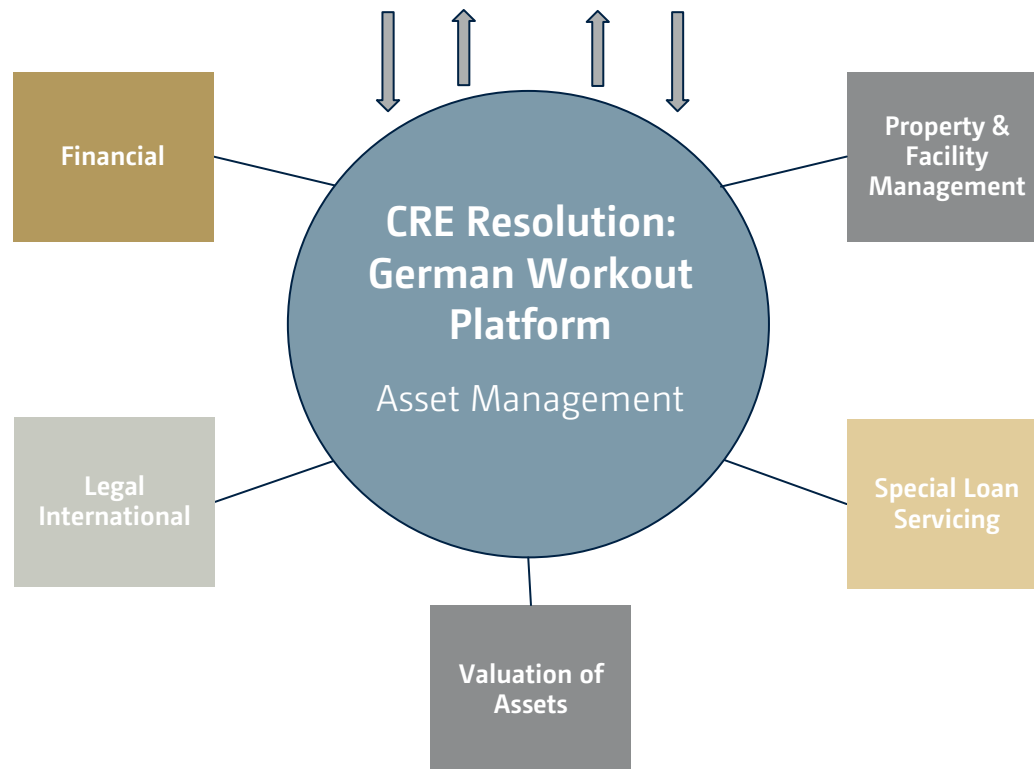 Financial
Property &
Facility
Management
CRE Resolution:
German Workout
Platform
Asset Management
Legal
International
Special Loan
Servicing
Valuation of
Assets